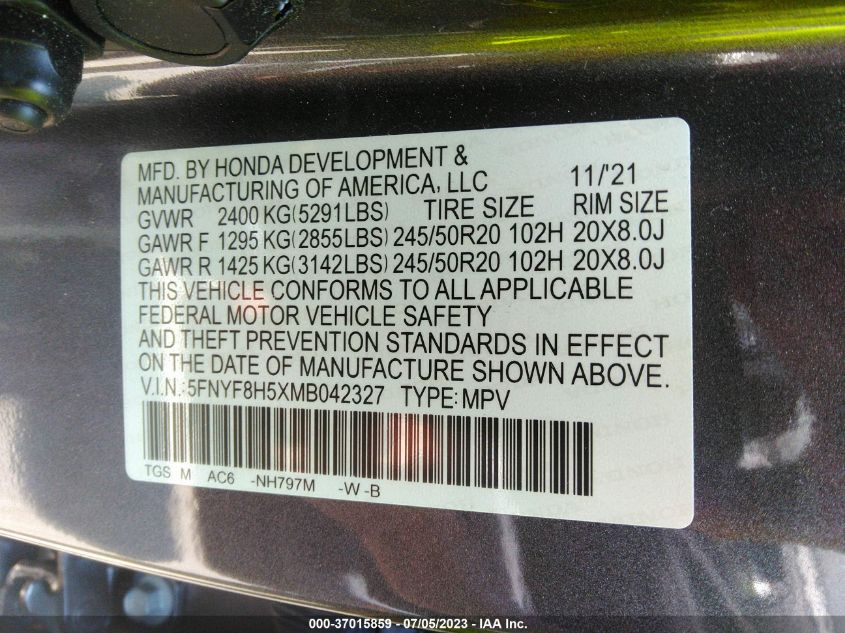 MFD. BY HONDA DEVELOPMENT &
MANUFACTURING OF AMERICA, LLC 11/'21
GVWR 2400 KG(5291LBS) TIRE SIZE RIM SIZE
GAWR F 1295 KG(2855LBS) 245/50R20 102H 20X8.0J
GAWR R 1425 KG(3142LBS) 245/50R20 102H 20X8.0J
THIS VEHICLE CONFORMS TO ALL APPLICABLE
FEDERAL MOTOR VEHICLE SAFETY
AND THEFT PREVENTION STANDARDS IN EFFECT
ON THE DATE OF MANUFACTURE SHOWN ABOVE.
V.I.N.:5FNYF8H5XMB042327 TYPE:MPV
TGS M AC6 -NH797M -W -B
000-37015859 - 07/05/2023 - IAA Inc.